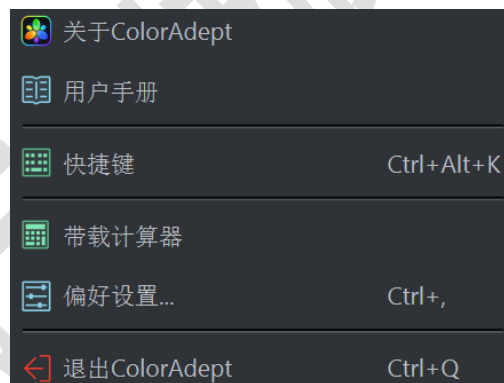 关于ColorAdept
用户手册
快捷键 Ctrl+Alt+K
带载计算器
偏好设置... Ctrl+,
退出ColorAdept Ctrl+Q